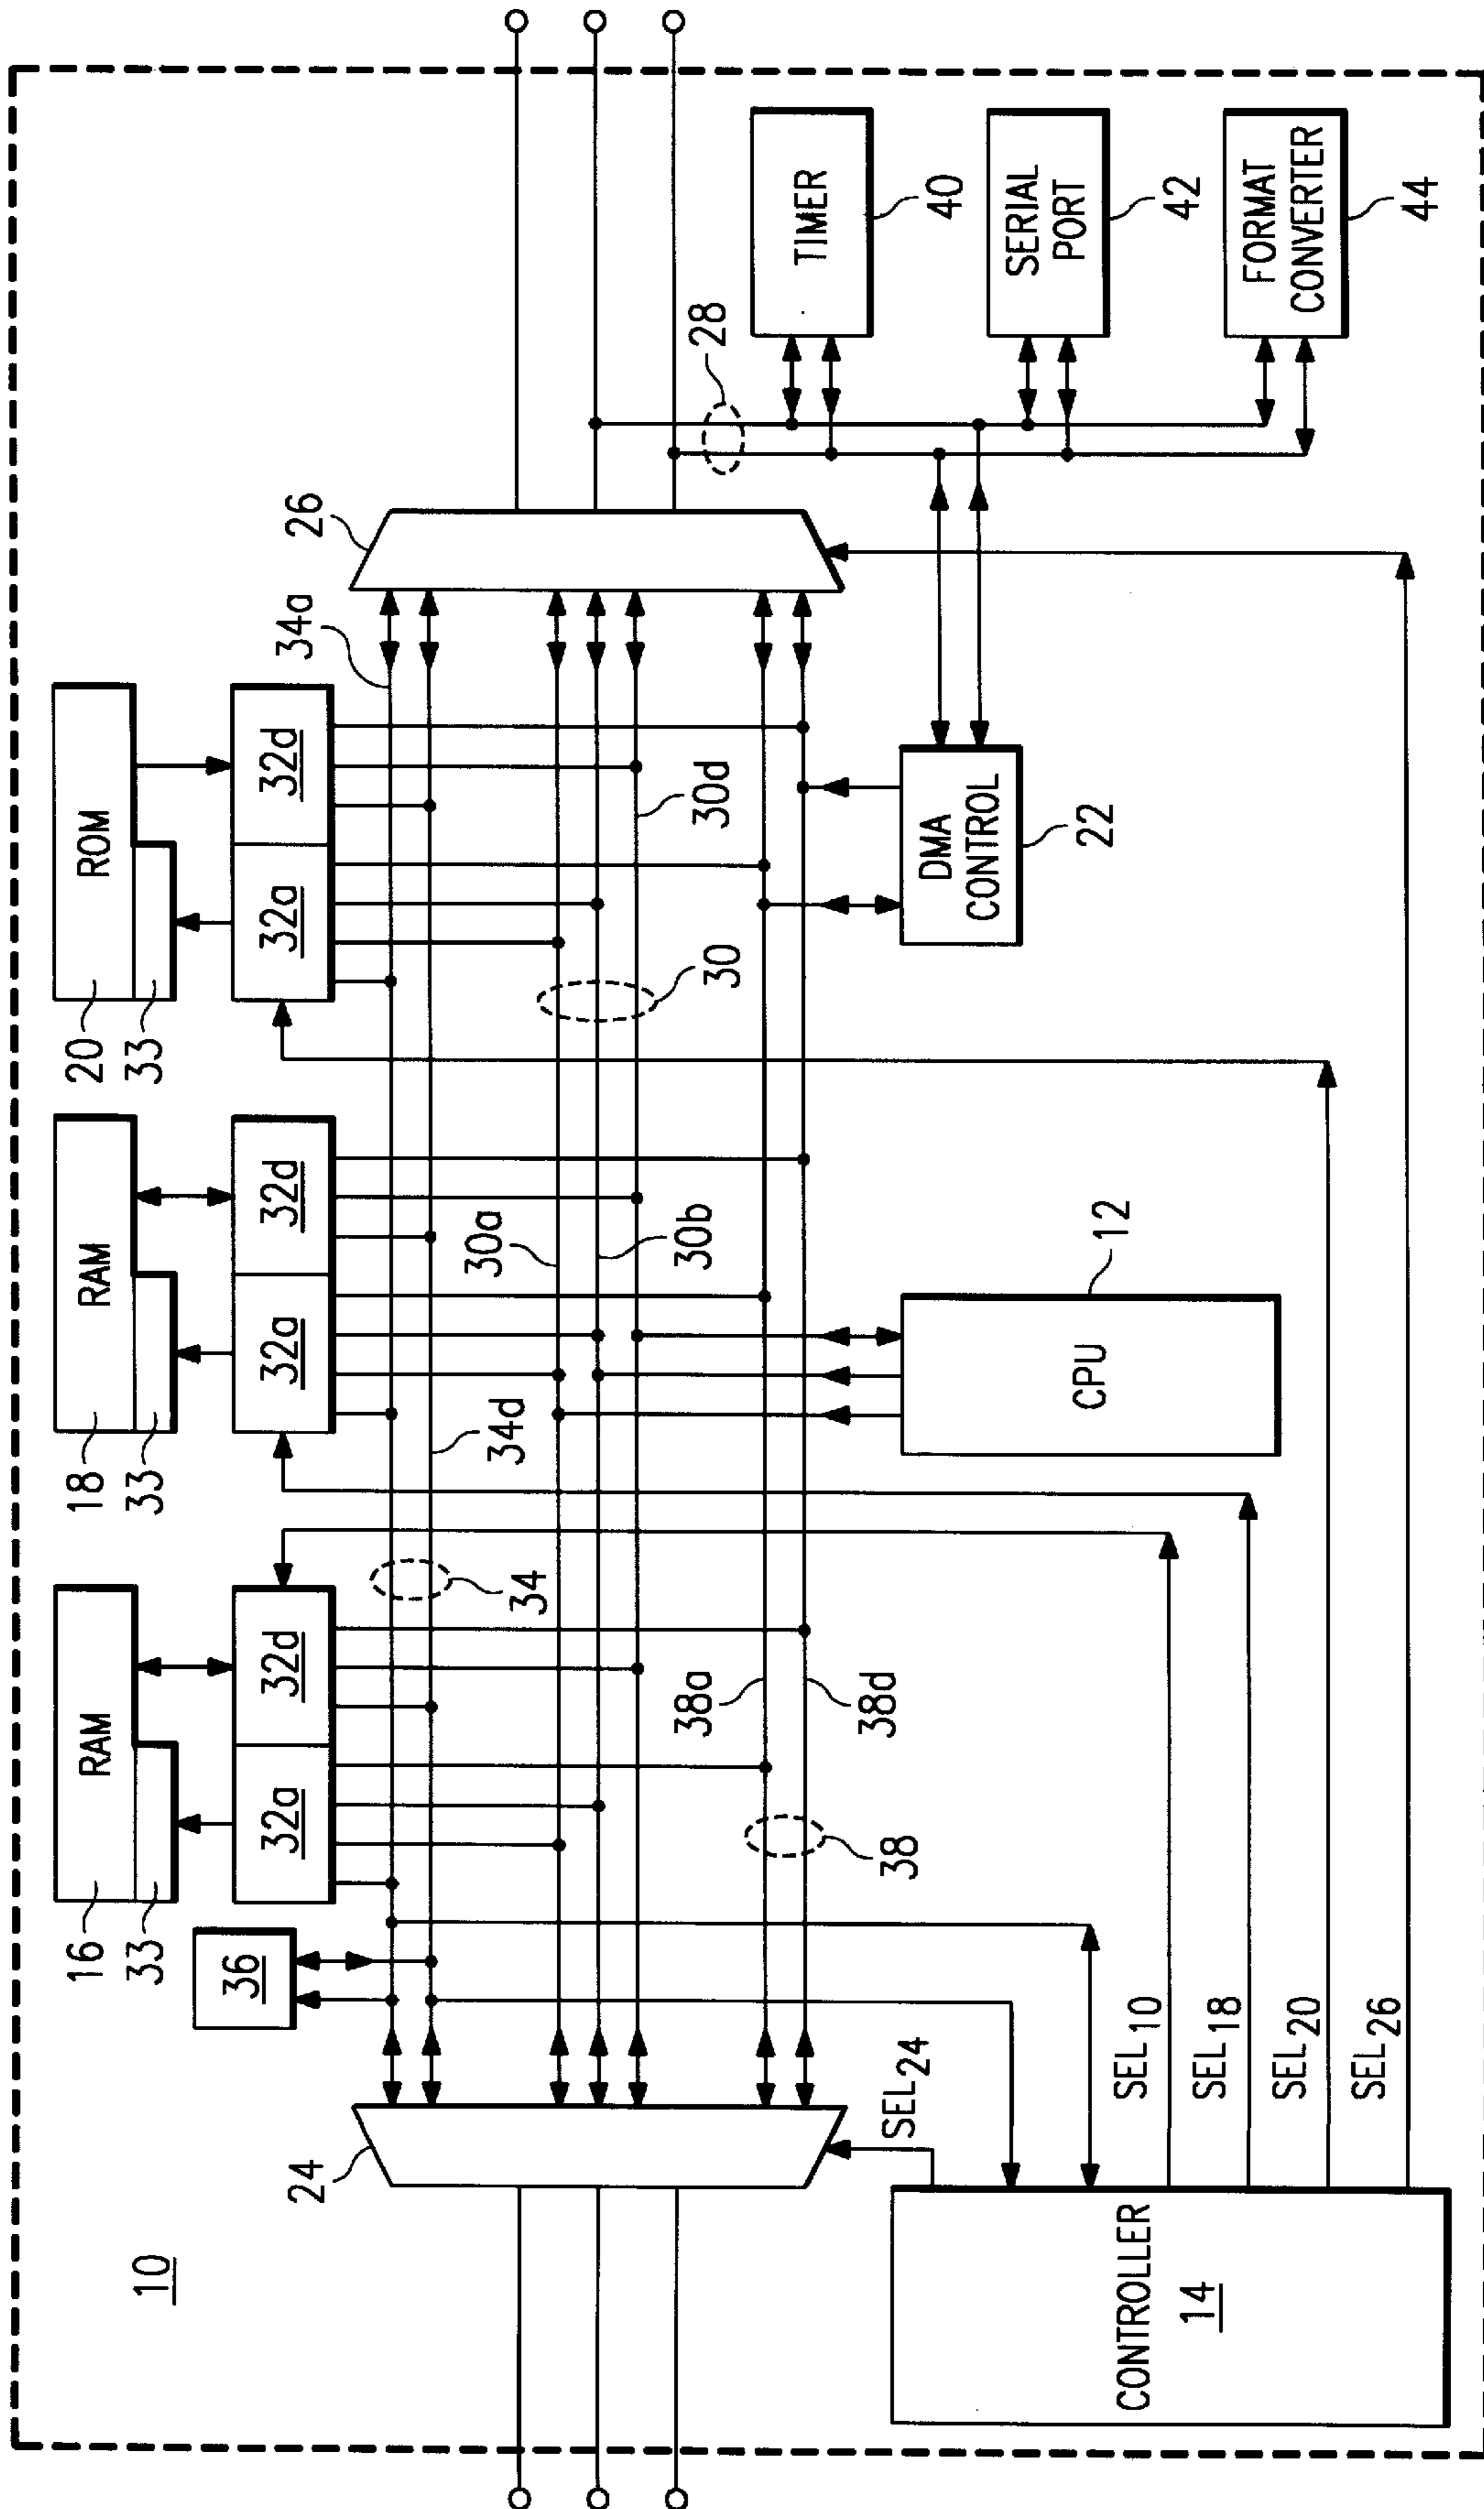 10
20
ROM
33
32a
32d
34a
26
18
RAM
33
32a
32d
16
RAM
33
32a
32d
36
34
34d
30a
30b
30
30d
28
24
38
38a
38d
SEL24
CONTROLLER
14
CPU
12
DMA
CONTROL
22
TIMER
40
SERIAL
PORT
42
FORMAT
CONVERTER
44
SEL10
SEL18
SEL20
SEL26